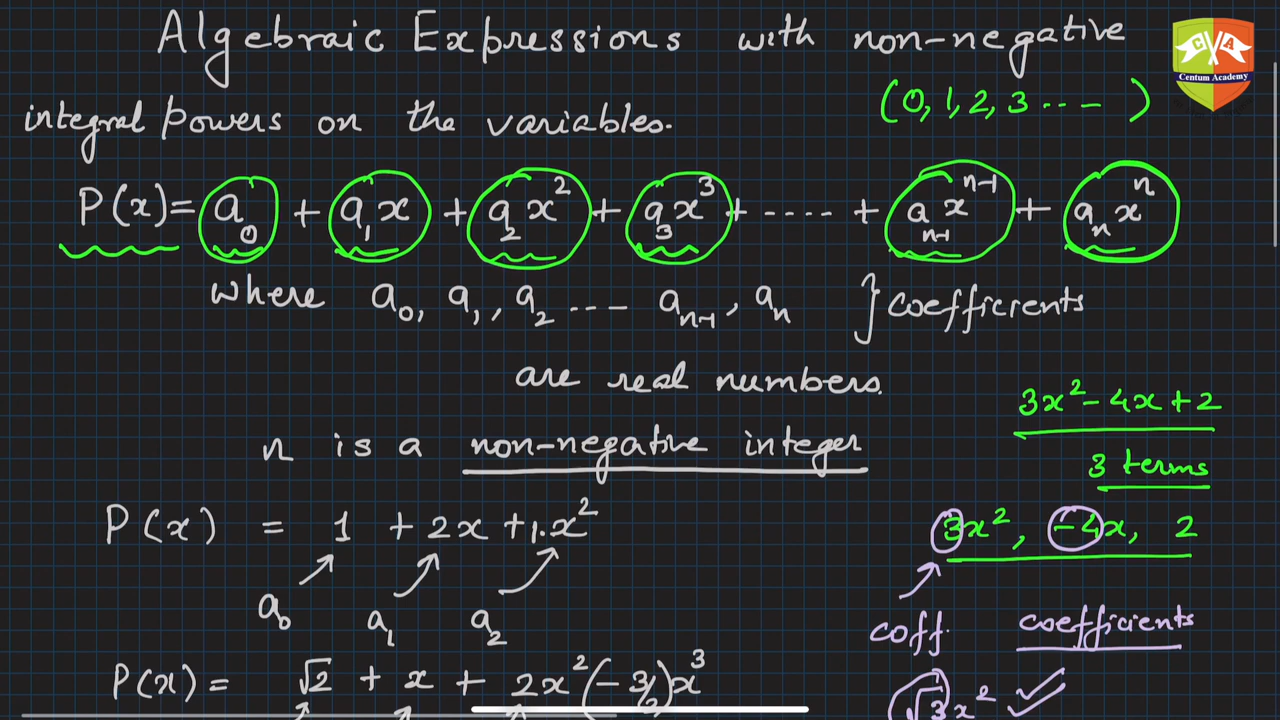 Algebraic Expressions with non-negative
integral powers on the variables.
(0, 1, 2, 3 ... - )
P(x) = a₀ + a₁x + a₂x² + a₃x³ + - - - - + aₙ₋₁xⁿ⁻¹ + aₙxⁿ
where a₀, a₁, a₂ --- aₙ₋₁, aₙ } coefficients
are real numbers.
n is a non-negative integer
P(x) = 1 + 2x + 1.x²
a₀ a₁ a₂
P(x) = √2 + x + 2x² (-3/2)x³
3x² - 4x + 2
3 terms
3x², -4x, 2
coff. coefficients
√3x² ✓
CA
Centum Academy